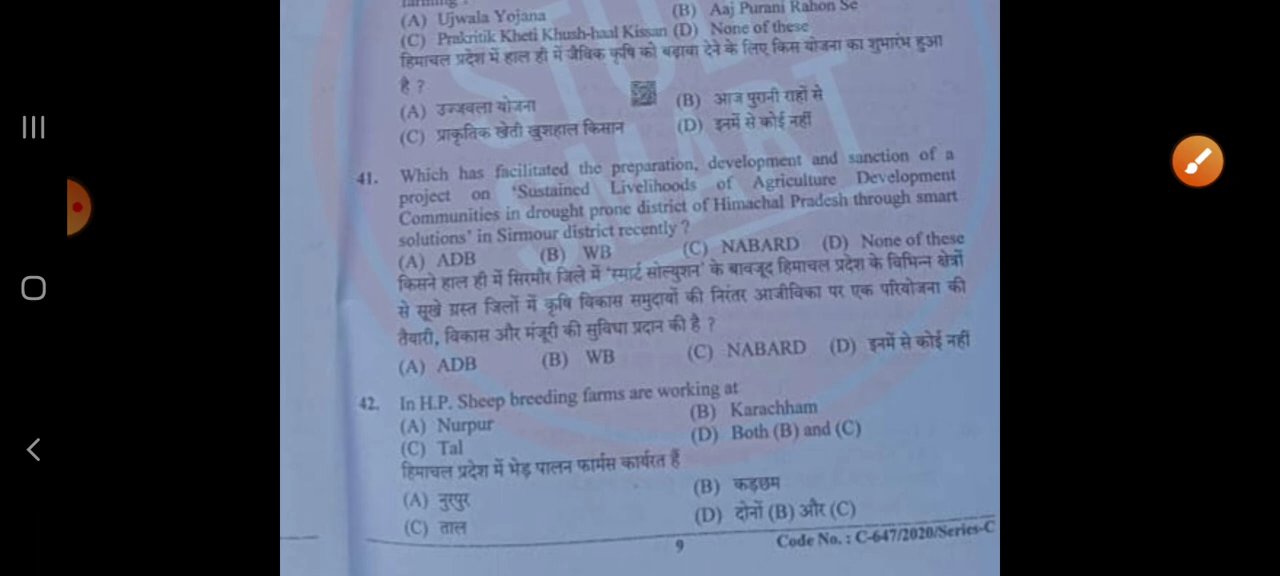 farming ?
(A) Ujwala Yojana (B) Aaj Purani Rahon Se
(C) Prakritik Kheti Khush-haal Kissan (D) None of these
हिमाचल प्रदेश में हाल ही में जैविक कृषि को बढ़ावा देने के लिए किस योजना का शुभारंभ हुआ
है ?
(A) उज्जवला योजना (B) आज पुरानी राहों से
(C) प्राकृतिक खेती खुशहाल किसान (D) इनमें से कोई नहीं
41. Which has facilitated the preparation, development and sanction of a
project on 'Sustained Livelihoods of Agriculture Development
Communities in drought prone district of Himachal Pradesh through smart
solutions' in Sirmour district recently ?
(A) ADB (B) WB (C) NABARD (D) None of these
किसने हाल ही में सिरमौर जिले में 'स्मार्ट सोल्युशन' के बावजूद हिमाचल प्रदेश के विभिन्न क्षेत्रों
से सूखे ग्रस्त जिलों में कृषि विकास समुदायों की निरंतर आजीविका पर एक परियोजना की
तैयारी, विकास और मंजूरी की सुविधा प्रदान की है ?
(A) ADB (B) WB (C) NABARD (D) इनमें से कोई नहीं
42. In H.P. Sheep breeding farms are working at
(A) Nurpur (B) Karachham
(C) Tal (D) Both (B) and (C)
हिमाचल प्रदेश में भेड़ पालन फार्मस कार्यरत हैं
(A) नुरपुर (B) कड़छम
(C) ताल (D) दोनों (B) और (C)
9 Code No. : C-647/2020/Series-C